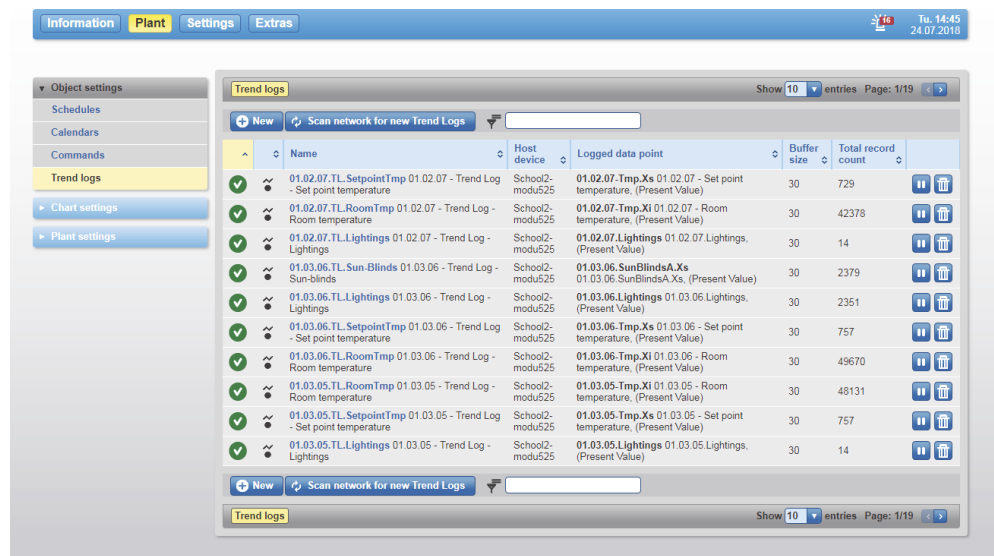 Information Plant Settings Extras 16 Tu. 14:45
24.07.2018
Object settings
Schedules
Calendars
Commands
Trend logs
Chart settings
Plant settings
Trend logs Show 10 entries Page: 1/19
New Scan network for new Trend Logs
Name Host device Logged data point Buffer size Total record count
01.02.07.TL.SetpointTmp 01.02.07 - Trend Log School2- 01.02.07-Tmp.Xs 01.02.07 - Set point 30 729
- Set point temperature modu525 temperature, (Present Value)
01.02.07.TL.RoomTmp 01.02.07 - Trend Log - School2- 01.02.07-Tmp.Xi 01.02.07 - Room 30 42378
Room temperature modu525 temperature, (Present Value)
01.02.07.TL.Lightings 01.02.07 - Trend Log - School2- 01.02.07.Lightings 01.02.07.Lightings, 30 14
Lightings modu525 (Present Value)
01.03.06.TL.Sun-Blinds 01.03.06 - Trend Log - School2- 01.03.06.SunBlindsA.Xs 30 2379
Sun-blinds modu525 01.03.06.SunBlindsA.Xs, (Present Value)
01.03.06.TL.Lightings 01.03.06 - Trend Log - School2- 01.03.06.Lightings 01.03.06.Lightings, 30 2351
Lightings modu525 (Present Value)
01.03.06.TL.SetpointTmp 01.03.06 - Trend Log School2- 01.03.06-Tmp.Xs 01.03.06 - Set point 30 757
- Set point temperature modu525 temperature, (Present Value)
01.03.06.TL.RoomTmp 01.03.06 - Trend Log - School2- 01.03.06-Tmp.Xi 01.03.06 - Room 30 49670
Room temperature modu525 temperature, (Present Value)
01.03.05.TL.RoomTmp 01.03.05 - Trend Log - School2- 01.03.05-Tmp.Xi 01.03.05 - Room 30 48131
Room temperature modu525 temperature, (Present Value)
01.03.05.TL.SetpointTmp 01.03.05 - Trend Log School2- 01.03.05-Tmp.Xs 01.03.05 - Set point 30 757
- Set point temperature modu525 temperature, (Present Value)
01.03.05.TL.Lightings 01.03.05 - Trend Log - School2- 01.03.05.Lightings 01.03.05.Lightings, 30 14
Lightings modu525 (Present Value)
New Scan network for new Trend Logs
Trend logs Show 10 entries Page: 1/19